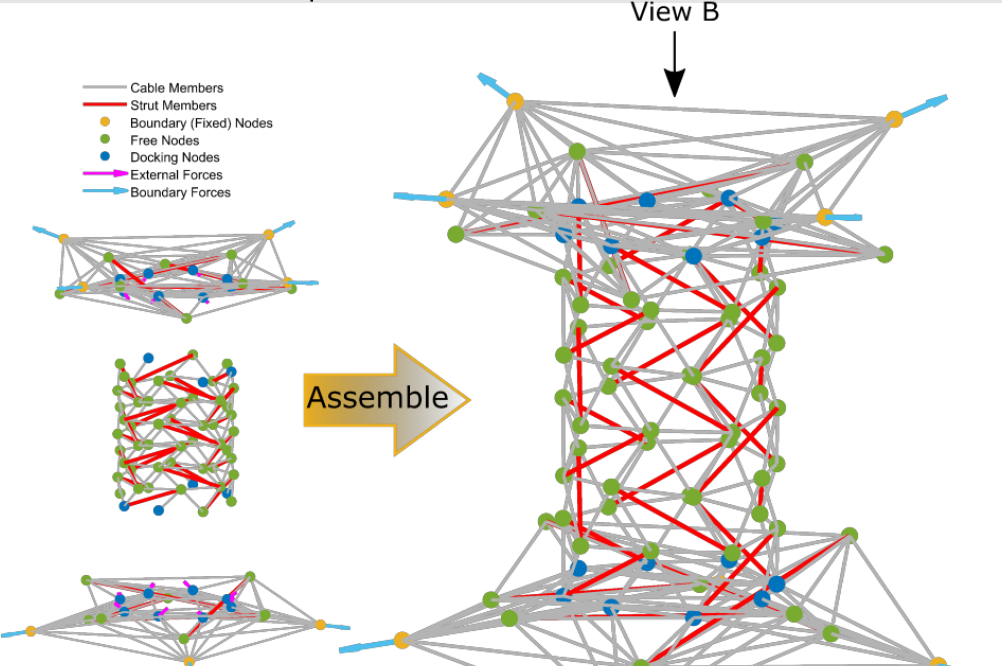 View B
Cable Members
Strut Members
Boundary (Fixed) Nodes
Free Nodes
Docking Nodes
External Forces
Boundary Forces
Assemble